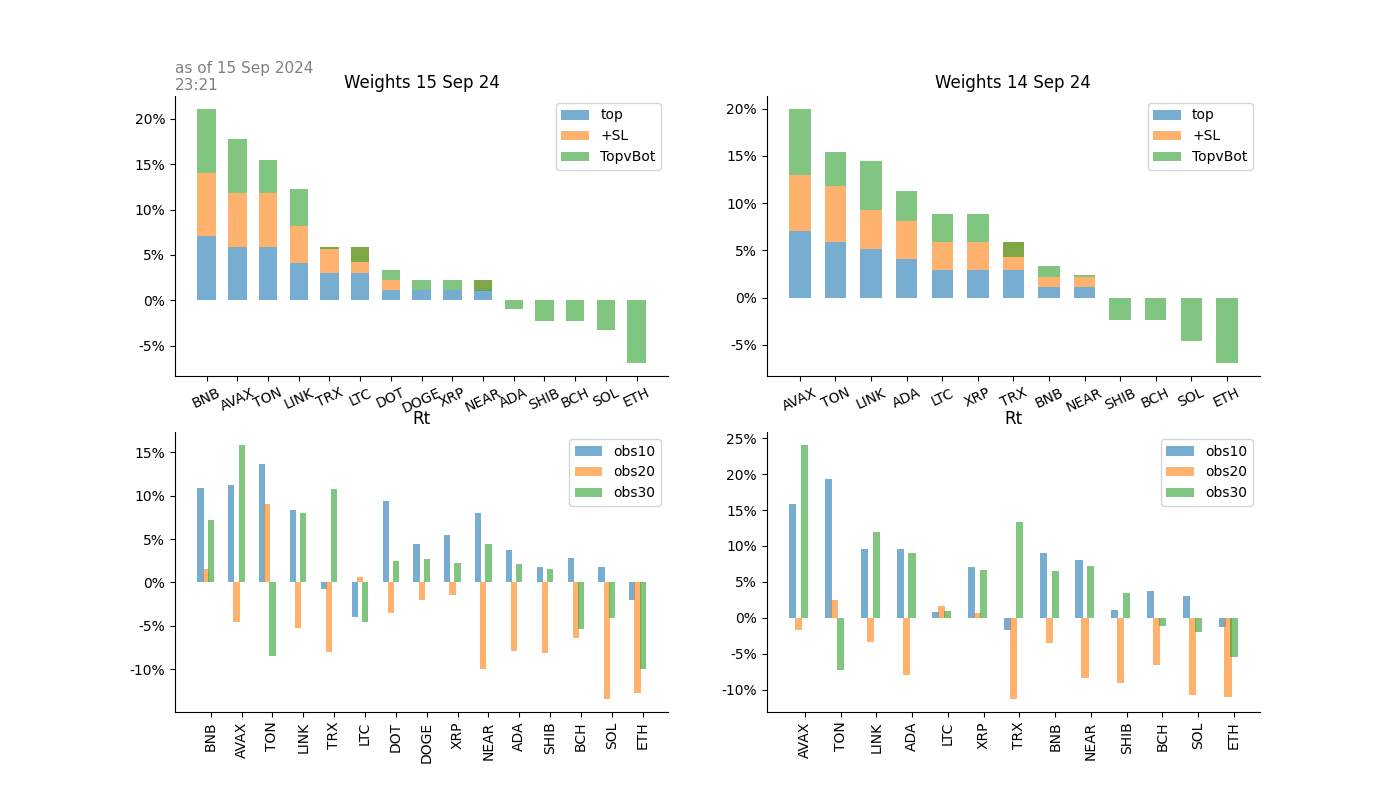 as of 15 Sep 2024
23:21
Weights 15 Sep 24
20%
15%
10%
5%
0%
-5%
top
+SL
TopvBot
BNB AVAX TON LINK TRX LTC DOT DOGE XRP NEAR ADA SHIB BCH SOL ETH
Weights 14 Sep 24
20%
15%
10%
5%
0%
-5%
top
+SL
TopvBot
AVAX TON LINK ADA LTC XRP TRX BNB NEAR SHIB BCH SOL ETH
Rt
15%
10%
5%
0%
-5%
-10%
obs10
obs20
obs30
BNB AVAX TON LINK TRX LTC DOT DOGE XRP NEAR ADA SHIB BCH SOL ETH
Rt
25%
20%
15%
10%
5%
0%
-5%
-10%
obs10
obs20
obs30
AVAX TON LINK ADA LTC XRP TRX BNB NEAR SHIB BCH SOL ETH